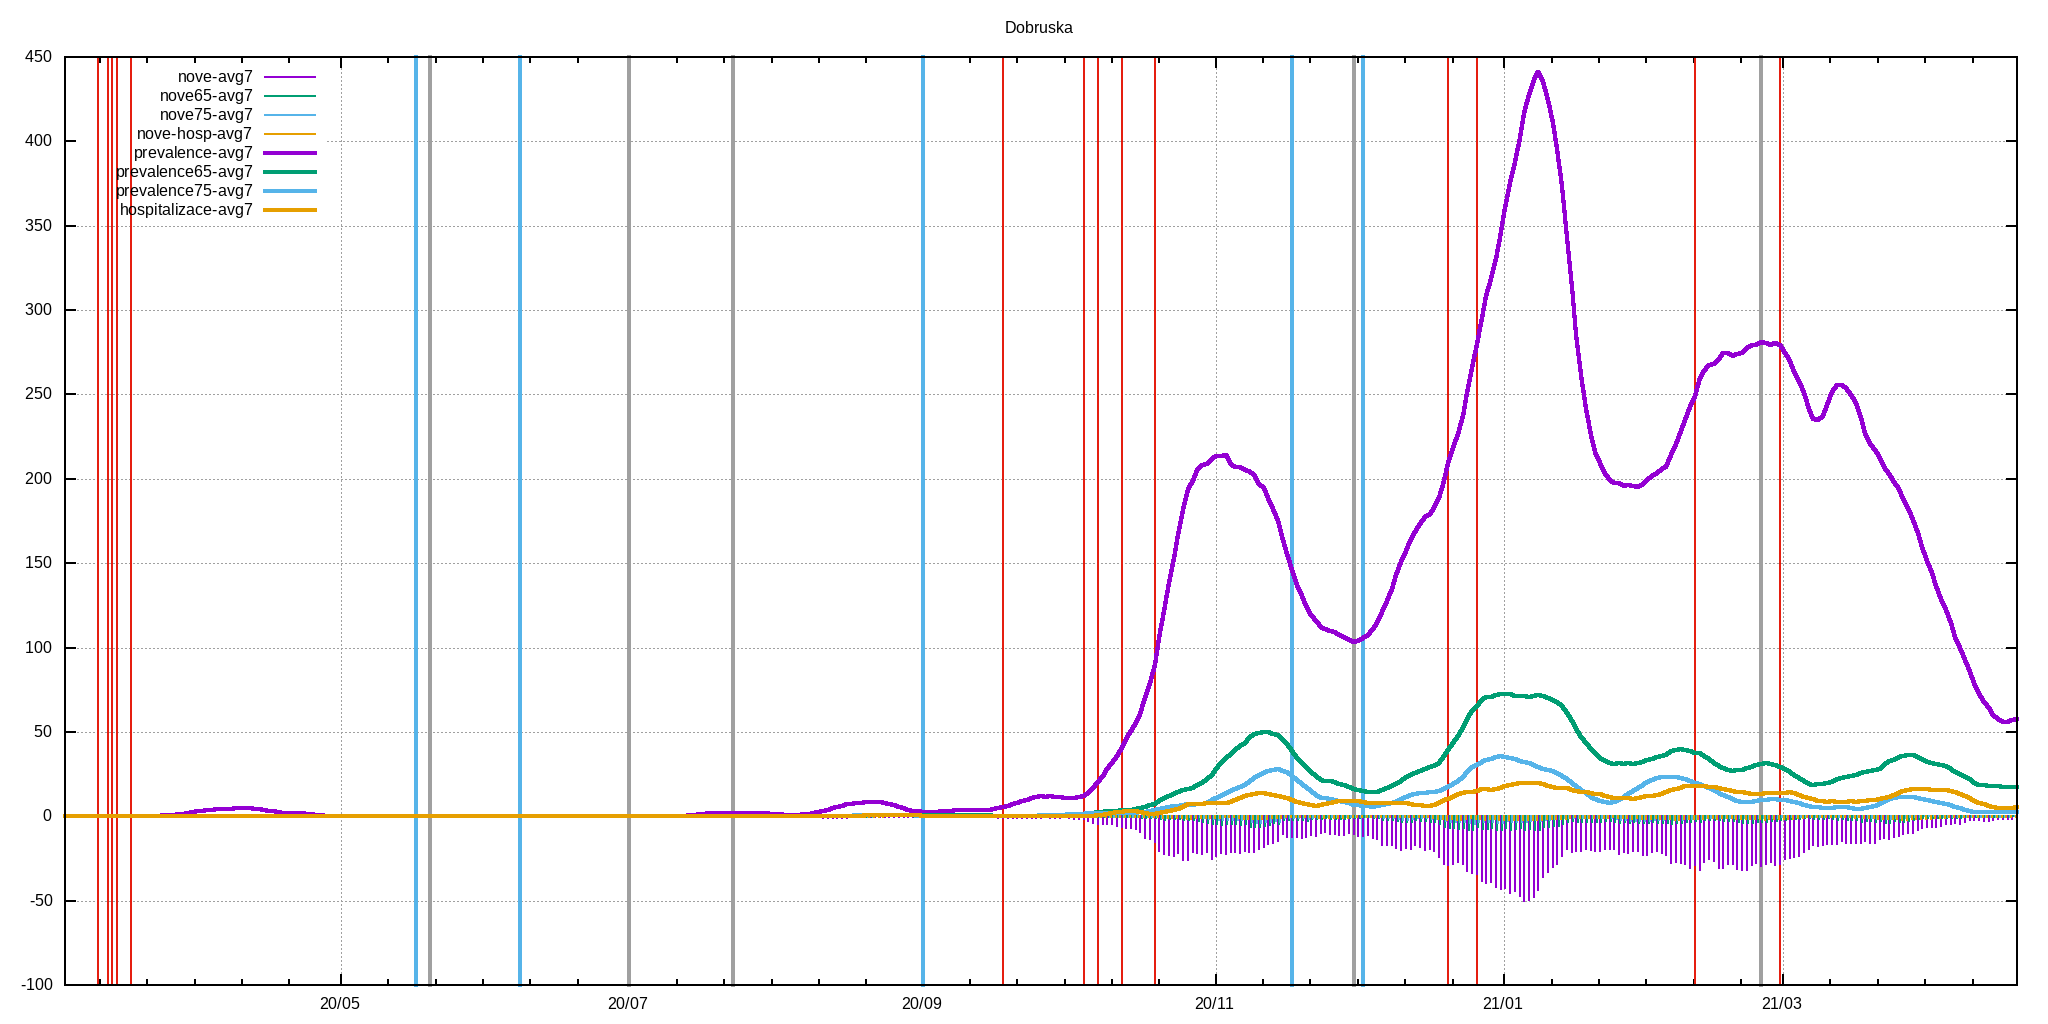 Dobruska
450
400
350
300
250
200
150
100
50
0
-50
-100
nove-avg7
nove65-avg7
nove75-avg7
nove-hosp-avg7
prevalence-avg7
prevalence65-avg7
prevalence75-avg7
hospitalizace-avg7
20/05 20/07 20/09 20/11 21/01 21/03